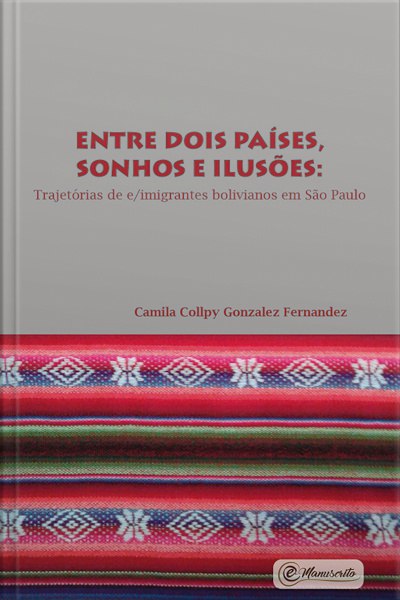 ENTRE DOIS PAÍSES,
SONHOS E ILUSÕES:
Trajetórias de e/imigrantes bolivianos em São Paulo
Camila Collpy Gonzalez Fernandez
e Manuscrito